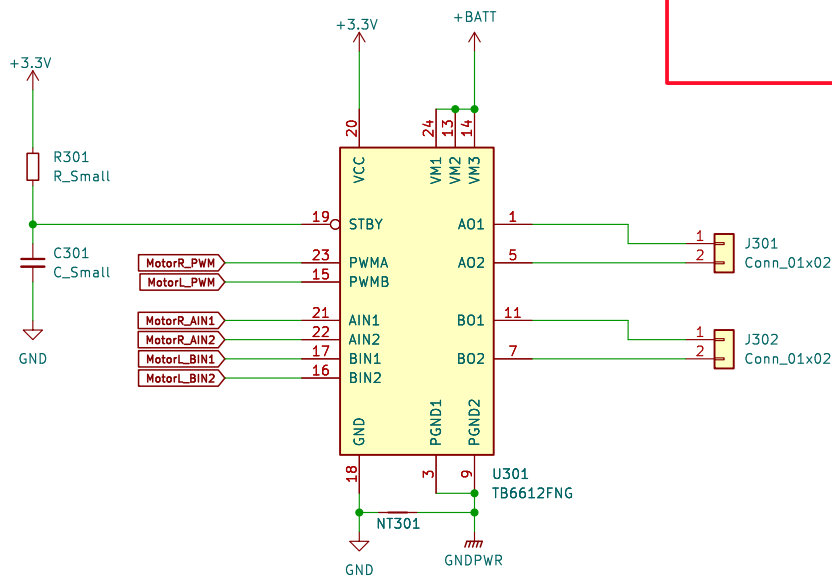 +3.3V
+BATT
+3.3V
20
24
13
14
R301
R_Small
VCC
VM1
VM2
VM3
19
STBY
AO1
1
1
J301
C301
C_Small
MotorR_PWM
23
PWMA
AO2
5
2
Conn_01x02
MotorL_PWM
15
PWMB
MotorR_AIN1
21
AIN1
BO1
11
1
J302
MotorR_AIN2
22
AIN2
MotorL_BIN1
17
BIN1
BO2
7
2
Conn_01x02
MotorL_BIN2
16
BIN2
GND
GND
PGND1
PGND2
18
3
9
U301
TB6612FNG
NT301
GND
GNDPWR